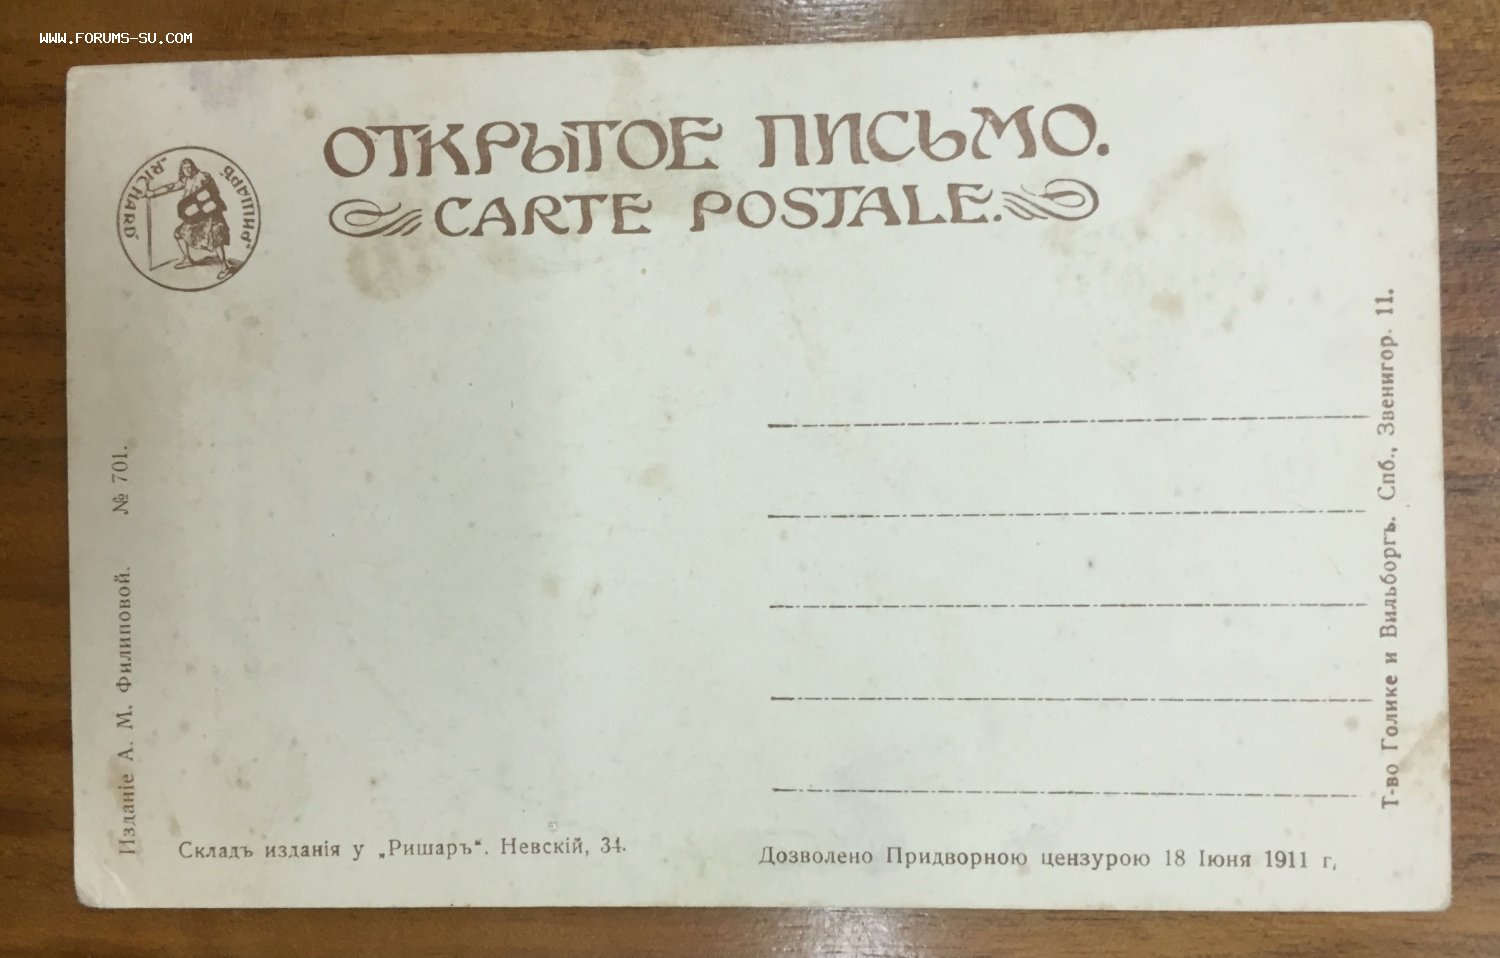 WWW.FORUMS-SU.COM
ОТКРЫТОЕ ПИСЬМО.
CARTE POSTALE.
„RICHARD“
„РИШАРЪ“
Изданіе А. М. Филиповой. № 701.
Складъ изданія у „Ришаръ“. Невскій, 34.
Дозволено Придворною цензурою 18 Іюня 1911 г.
Т-во Голике и Вильборгъ. Спб., Звенигор. 11.